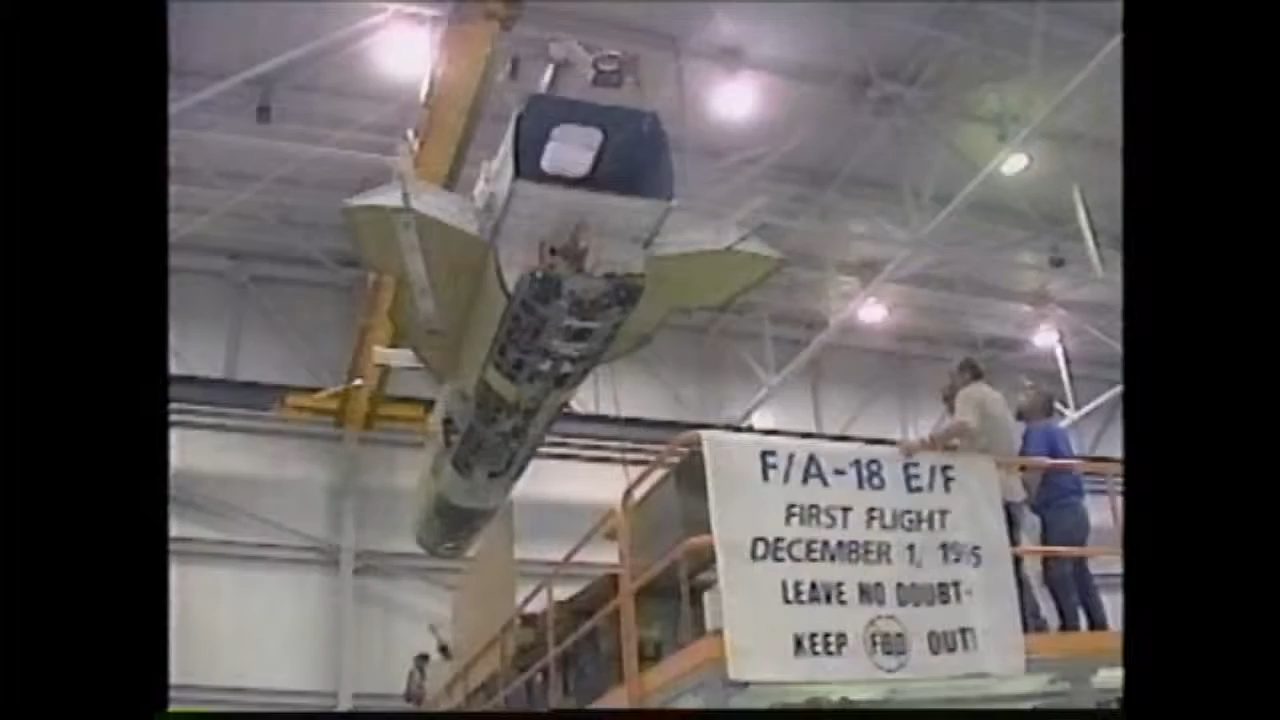 F/A-18 E/F
FIRST FLIGHT
DECEMBER 1, 1995
LEAVE NO DOUBT-
KEEP FOD OUT!